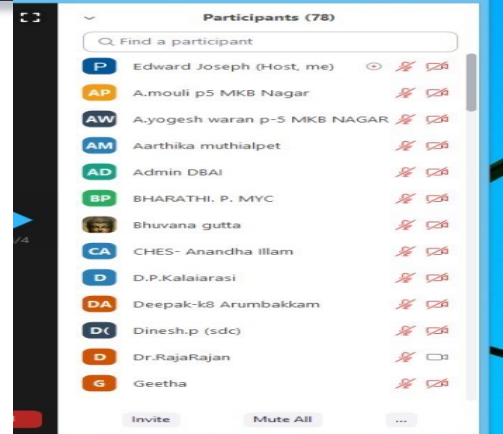 Participants (78)
Find a participant
P Edward Joseph (Host, me)
AP A.mouli p5 MKB Nagar
AW A.yogesh waran p-5 MKB NAGAR
AM Aarthika muthialpet
AD Admin DBAI
BP BHARATHI. P. MYC
Bhuvana gutta
CA CHES- Anandha Illam
D D.P.Kalaiarasi
DA Deepak-k8 Arumbakkam
D( Dinesh.p (sdc)
D Dr.RajaRajan
G Geetha
/4
Invite Mute All ...